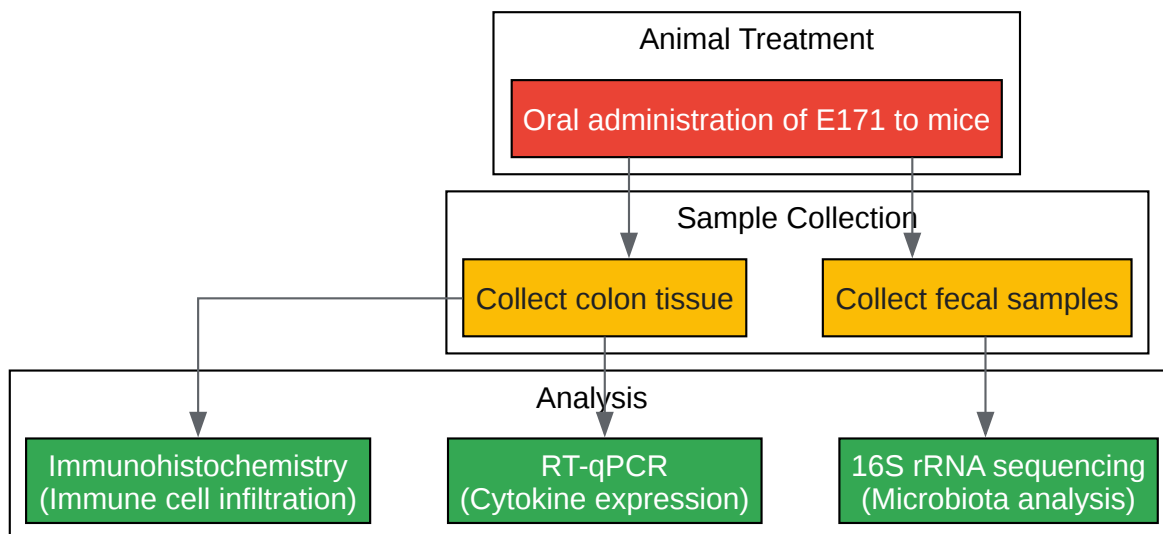 Animal Treatment
Oral administration of E171 to mice
Sample Collection
Collect colon tissue
Collect fecal samples
Analysis
Immunohistochemistry
(Immune cell infiltration)
RT-qPCR
(Cytokine expression)
16S rRNA sequencing
(Microbiota analysis)